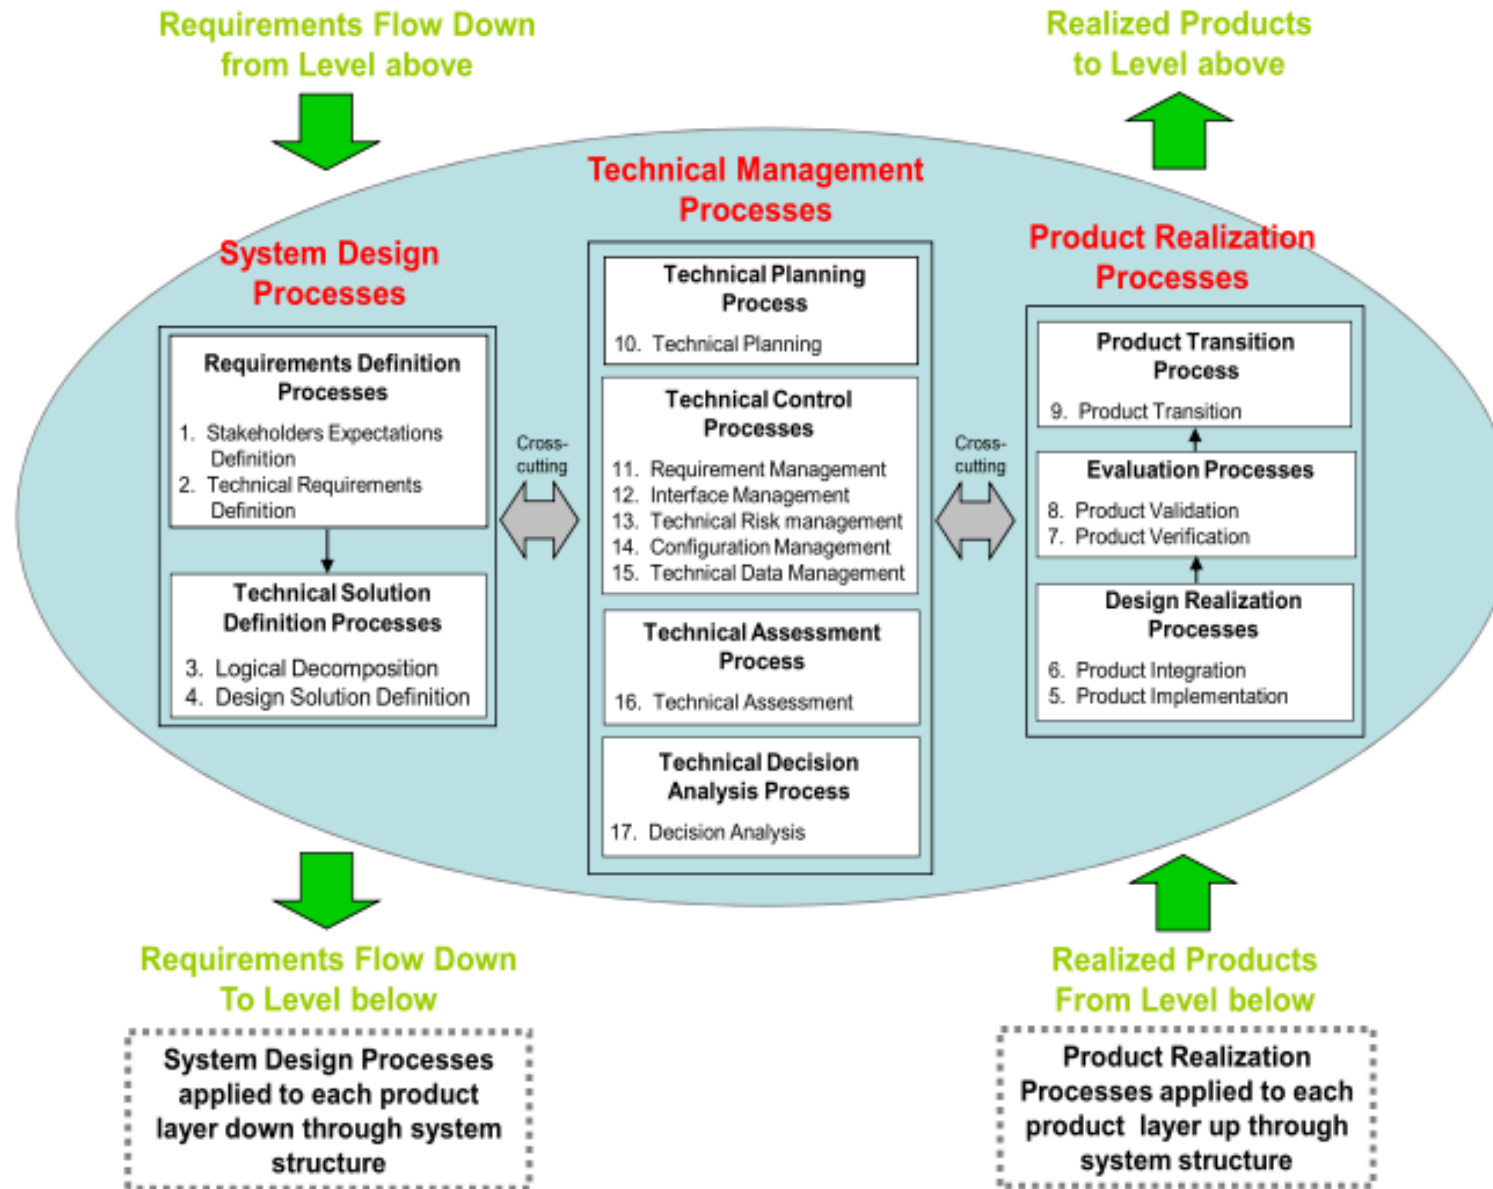 Requirements Flow Down
from Level above
Realized Products
to Level above
Technical Management
Processes
System Design
Processes
Product Realization
Processes
Requirements Definition
Processes
1. Stakeholders Expectations
Definition
2. Technical Requirements
Definition
Technical Solution
Definition Processes
3. Logical Decomposition
4. Design Solution Definition
Cross-
cutting
Technical Planning
Process
10. Technical Planning
Technical Control
Processes
11. Requirement Management
12. Interface Management
13. Technical Risk management
14. Configuration Management
15. Technical Data Management
Technical Assessment
Process
16. Technical Assessment
Technical Decision
Analysis Process
17. Decision Analysis
Cross-
cutting
Product Transition
Process
9. Product Transition
Evaluation Processes
8. Product Validation
7. Product Verification
Design Realization
Processes
6. Product Integration
5. Product Implementation
Requirements Flow Down
To Level below
Realized Products
From Level below
System Design Processes
applied to each product
layer down through system
structure
Product Realization
Processes applied to each
product layer up through
system structure